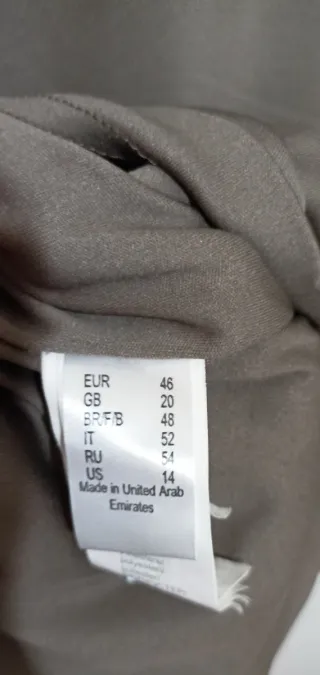 EUR 46
GB 20
BR/F/B 48
IT 52
RU 54
US 14
Made in United Arab
Emirates